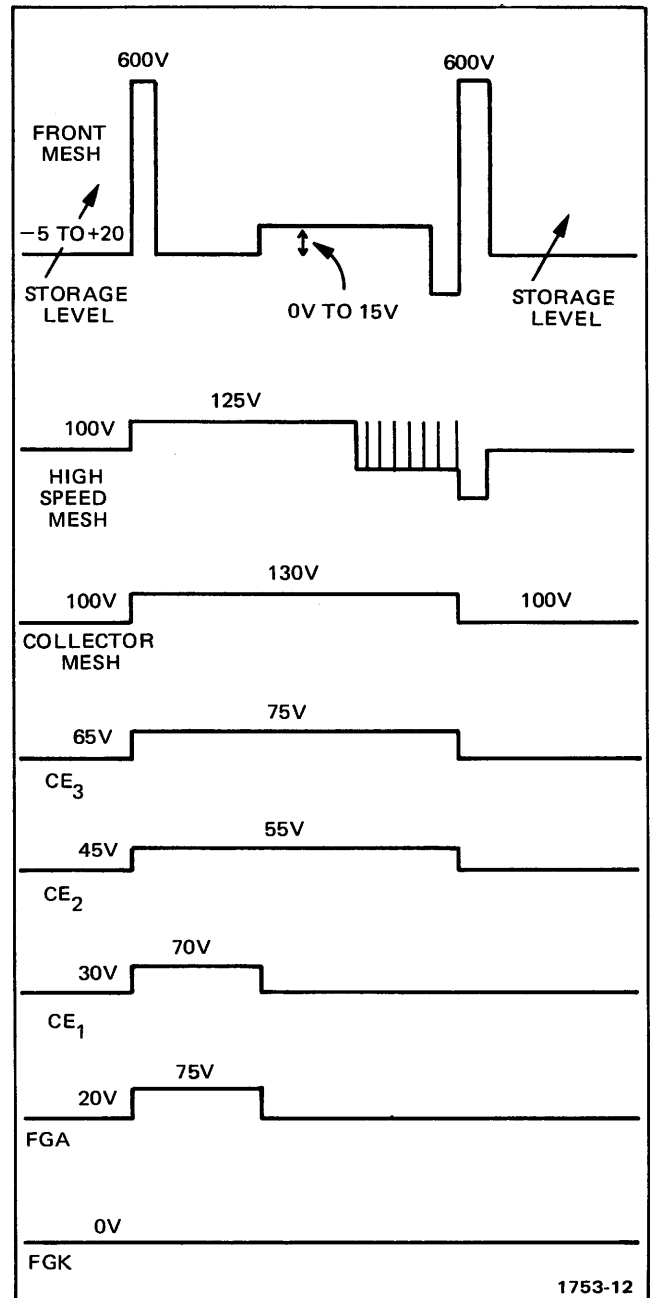 600V
600V
FRONT
MESH
−5 TO+20
STORAGE
LEVEL
0V TO 15V
STORAGE
LEVEL
125V
100V
HIGH
SPEED
MESH
130V
100V
100V
COLLECTOR
MESH
75V
65V
CE3
55V
45V
CE2
70V
30V
CE1
75V
20V
FGA
0V
FGK
1753-12